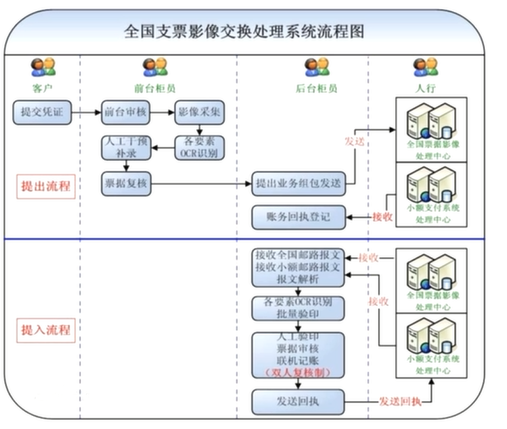 全国支票影像交换处理系统流程图
客户
前台柜员
后台柜员
人行
提交凭证
前台审核
影像采集
人工干预
补录
各要素
OCR识别
票据复核
提出业务组包发送
发送
全国票据影像
处理中心
提出流程
账务回执登记
接收
小额支付系统
处理中心
接收全国邮路报文
接收小额邮路报文
报文解析
接收
全国票据影像
处理中心
接收
各要素OCR识别
批量验印
提入流程
人工验印
票据审核
联机记账
(双人复核制)
小额支付系统
处理中心
发送回执
发送回执